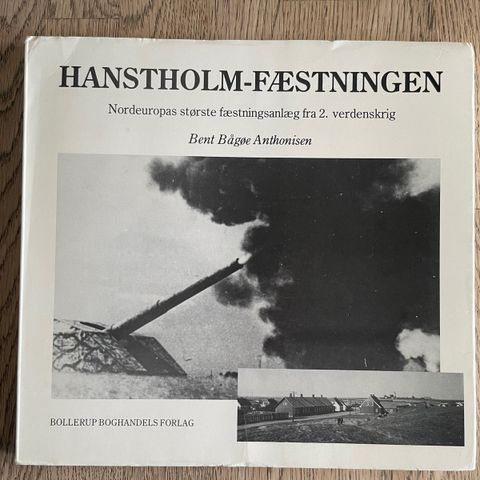 HANSTHOLM-FÆSTNINGEN
Nordeuropas største fæstningsanlæg fra 2. verdenskrig
Bent Bågøe Anthonisen
BOLLERUP BOGHANDELS FORLAG